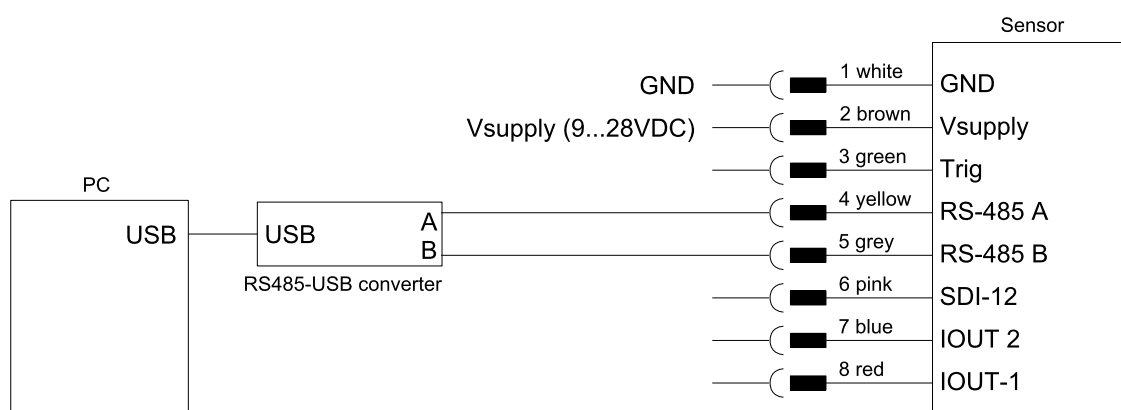 Sensor
GND
1 white
GND
Vsupply (9...28VDC)
2 brown
Vsupply
3 green
Trig
PC
4 yellow
RS-485 A
USB
USB
A
B
5 grey
RS-485 B
RS485-USB converter
6 pink
SDI-12
7 blue
IOUT 2
8 red
IOUT-1